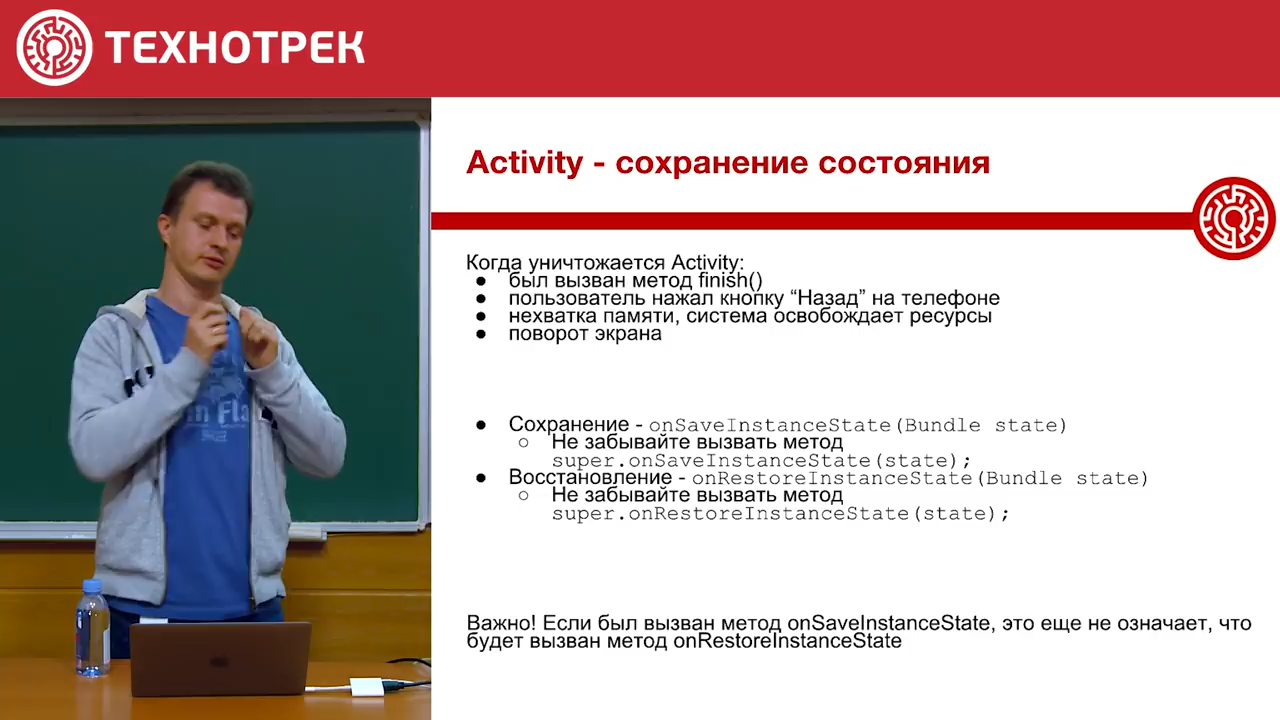 ТЕХНОТРЕК
Activity - сохранение состояния
Когда уничтожается Activity:
● был вызван метод finish()
● пользователь нажал кнопку “Назад” на телефоне
● нехватка памяти, система освобождает ресурсы
● поворот экрана
● Сохранение - onSaveInstanceState(Bundle state)
○ Не забывайте вызвать метод
super.onSaveInstanceState(state);
● Восстановление - onRestoreInstanceState(Bundle state)
○ Не забывайте вызвать метод
super.onRestoreInstanceState(state);
Важно! Если был вызван метод onSaveInstanceState, это еще не означает, что
будет вызван метод onRestoreInstanceState